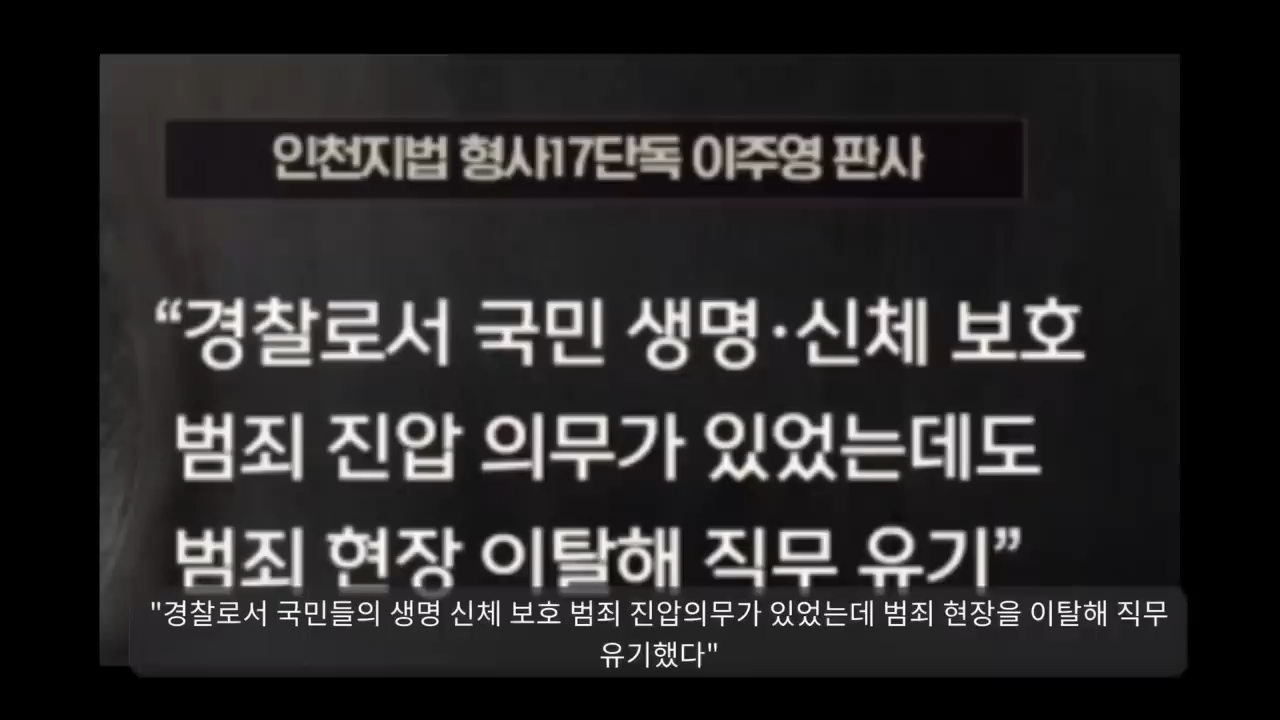 인천지법 형사17단독 이주영 판사
“경찰로서 국민 생명·신체 보호
범죄 진압 의무가 있었는데도
범죄 현장 이탈해 직무 유기”
"경찰로서 국민들의 생명 신체 보호 범죄 진압의무가 있었는데 범죄 현장을 이탈해 직무
유기했다"